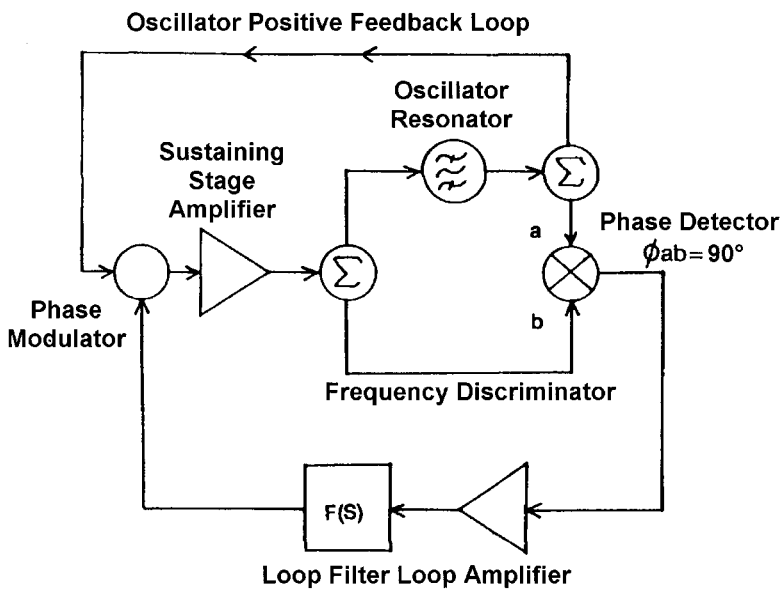 Oscillator Positive Feedback Loop
Oscillator
Resonator
Sustaining
Stage
Amplifier
Σ
a
Phase Detector
ϕab= 90°
Phase
Modulator
Σ
b
Frequency Discriminator
F(S)
Loop Filter Loop Amplifier